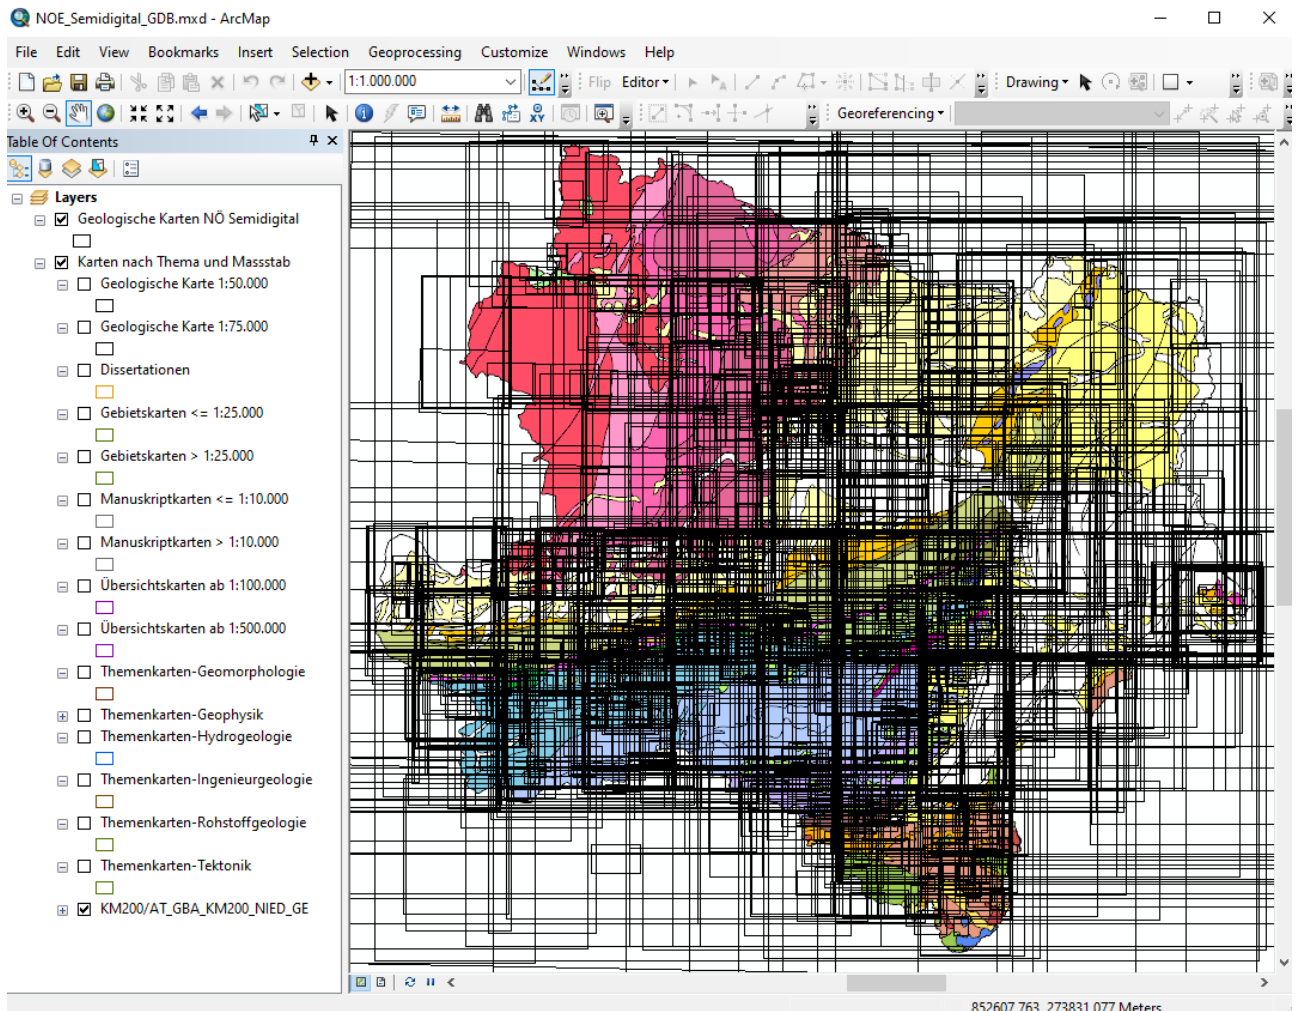 NOE_Semidigital_GDB.mxd - ArcMap
File Edit View Bookmarks Insert Selection Geoprocessing Customize Windows Help
1:1.000.000 Flip Editor Drawing
XY Georeferencing
Table Of Contents
Layers
Geologische Karten NÖ Semidigital
Karten nach Thema und Massstab
Geologische Karte 1:50.000
Geologische Karte 1:75.000
Dissertationen
Gebietskarten <= 1:25.000
Gebietskarten > 1:25.000
Manuskriptkarten <= 1:10.000
Manuskriptkarten > 1:10.000
Übersichtskarten ab 1:100.000
Übersichtskarten ab 1:500.000
Themenkarten-Geomorphologie
Themenkarten-Geophysik
Themenkarten-Hydrogeologie
Themenkarten-Ingenieurgeologie
Themenkarten-Rohstoffgeologie
Themenkarten-Tektonik
KM200/AT_GBA_KM200_NIED_GE
852607,763 273831,077 Meters